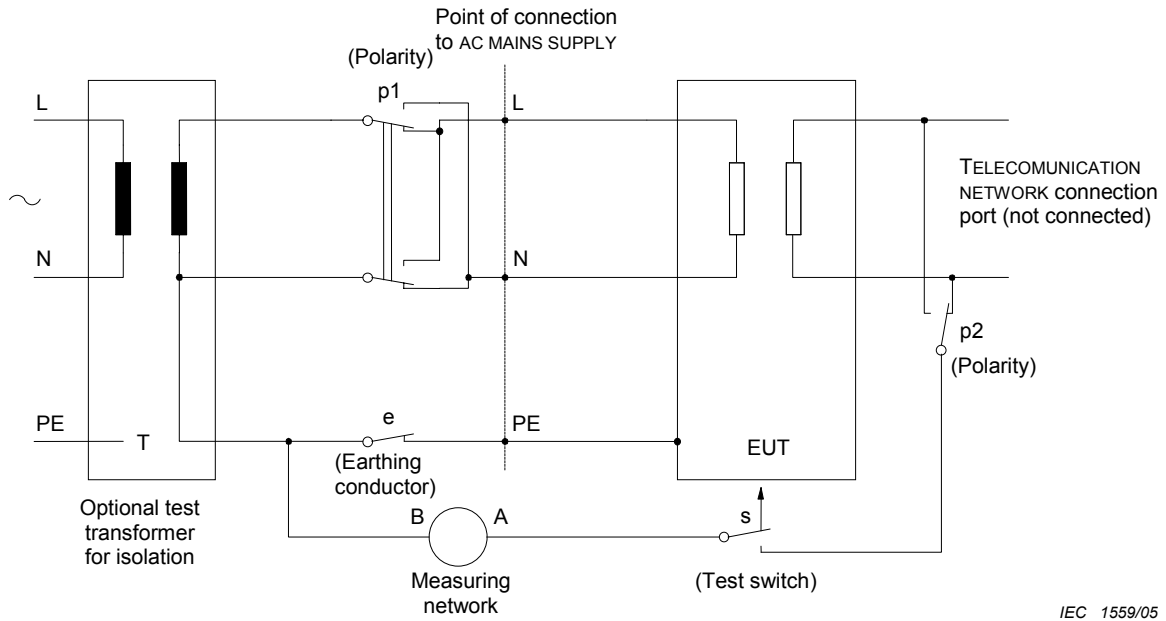 Point of connection
to AC MAINS SUPPLY
(Polarity)
p1
L
L
TELECOMUNICATION
NETWORK connection
port (not connected)
~
N
N
p2
(Polarity)
PE
T
e
PE
EUT
(Earthing
conductor)
Optional test
transformer
for isolation
B
A
s
Measuring
network
(Test switch)
IEC 1559/05